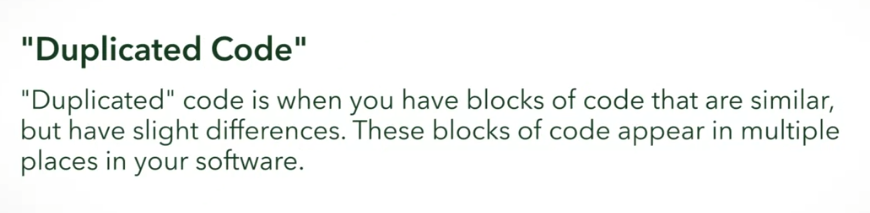 "Duplicated Code"
"Duplicated" code is when you have blocks of code that are similar,
but have slight differences. These blocks of code appear in multiple
places in your software.